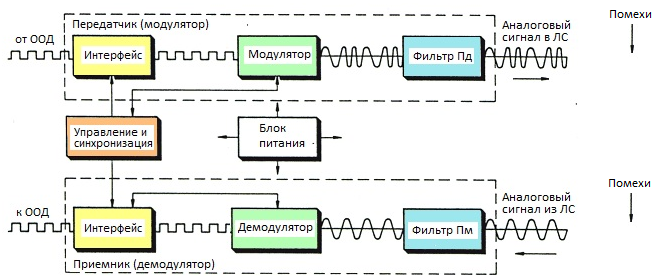 Передатчик (модулятор)
Аналоговый
сигнал в ЛС
Помехи
от ООД
Интерфейс
Модулятор
Фильтр Пд
Управление и
синхронизация
Блок
питания
к ООД
Интерфейс
Демодулятор
Фильтр Пм
Аналоговый
сигнал из ЛС
Помехи
Приемник (демодулятор)